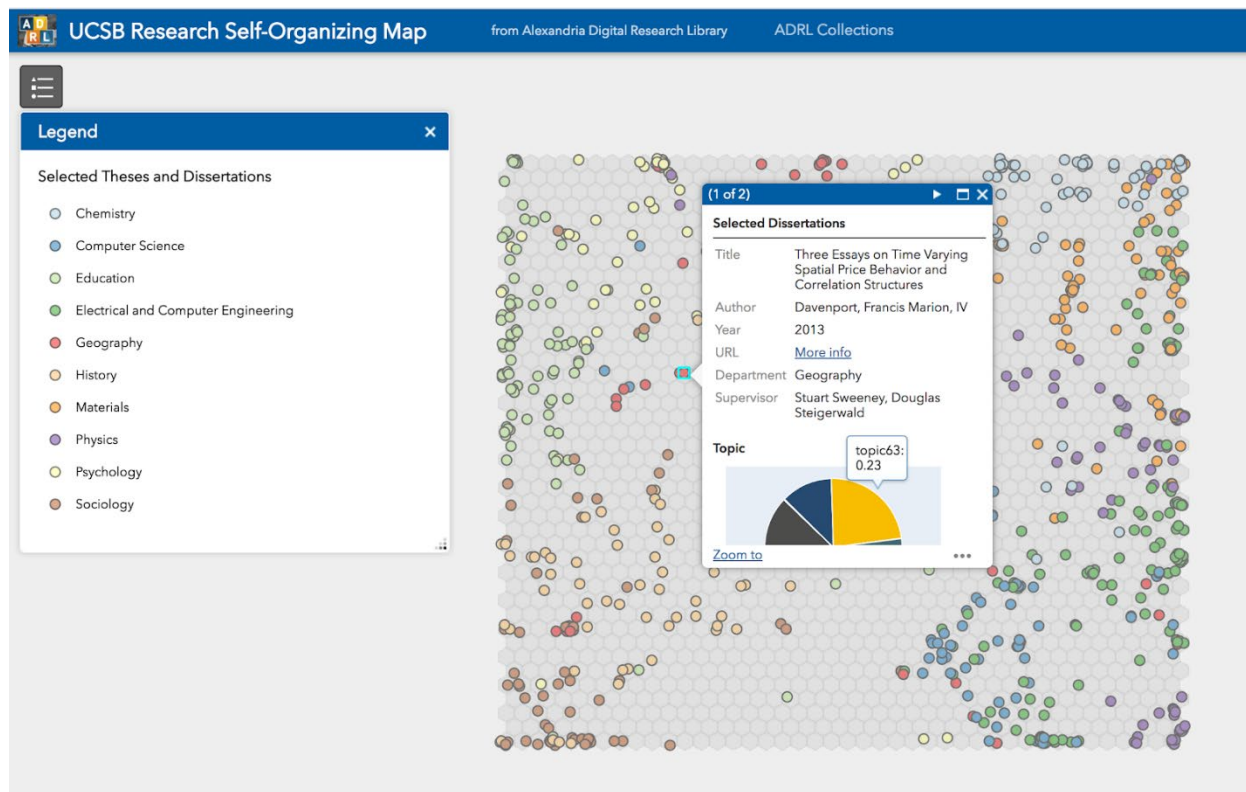 A D
R L
UCSB Research Self-Organizing Map
from Alexandria Digital Research Library
ADRL Collections
Legend
Selected Theses and Dissertations
Chemistry
Computer Science
Education
Electrical and Computer Engineering
Geography
History
Materials
Physics
Psychology
Sociology
(1 of 2)
Selected Dissertations
Title Three Essays on Time Varying
Spatial Price Behavior and
Correlation Structures
Author Davenport, Francis Marion, IV
Year 2013
URL More info
Department Geography
Supervisor Stuart Sweeney, Douglas
Steigerwald
Topic
topic63:
0.23
Zoom to